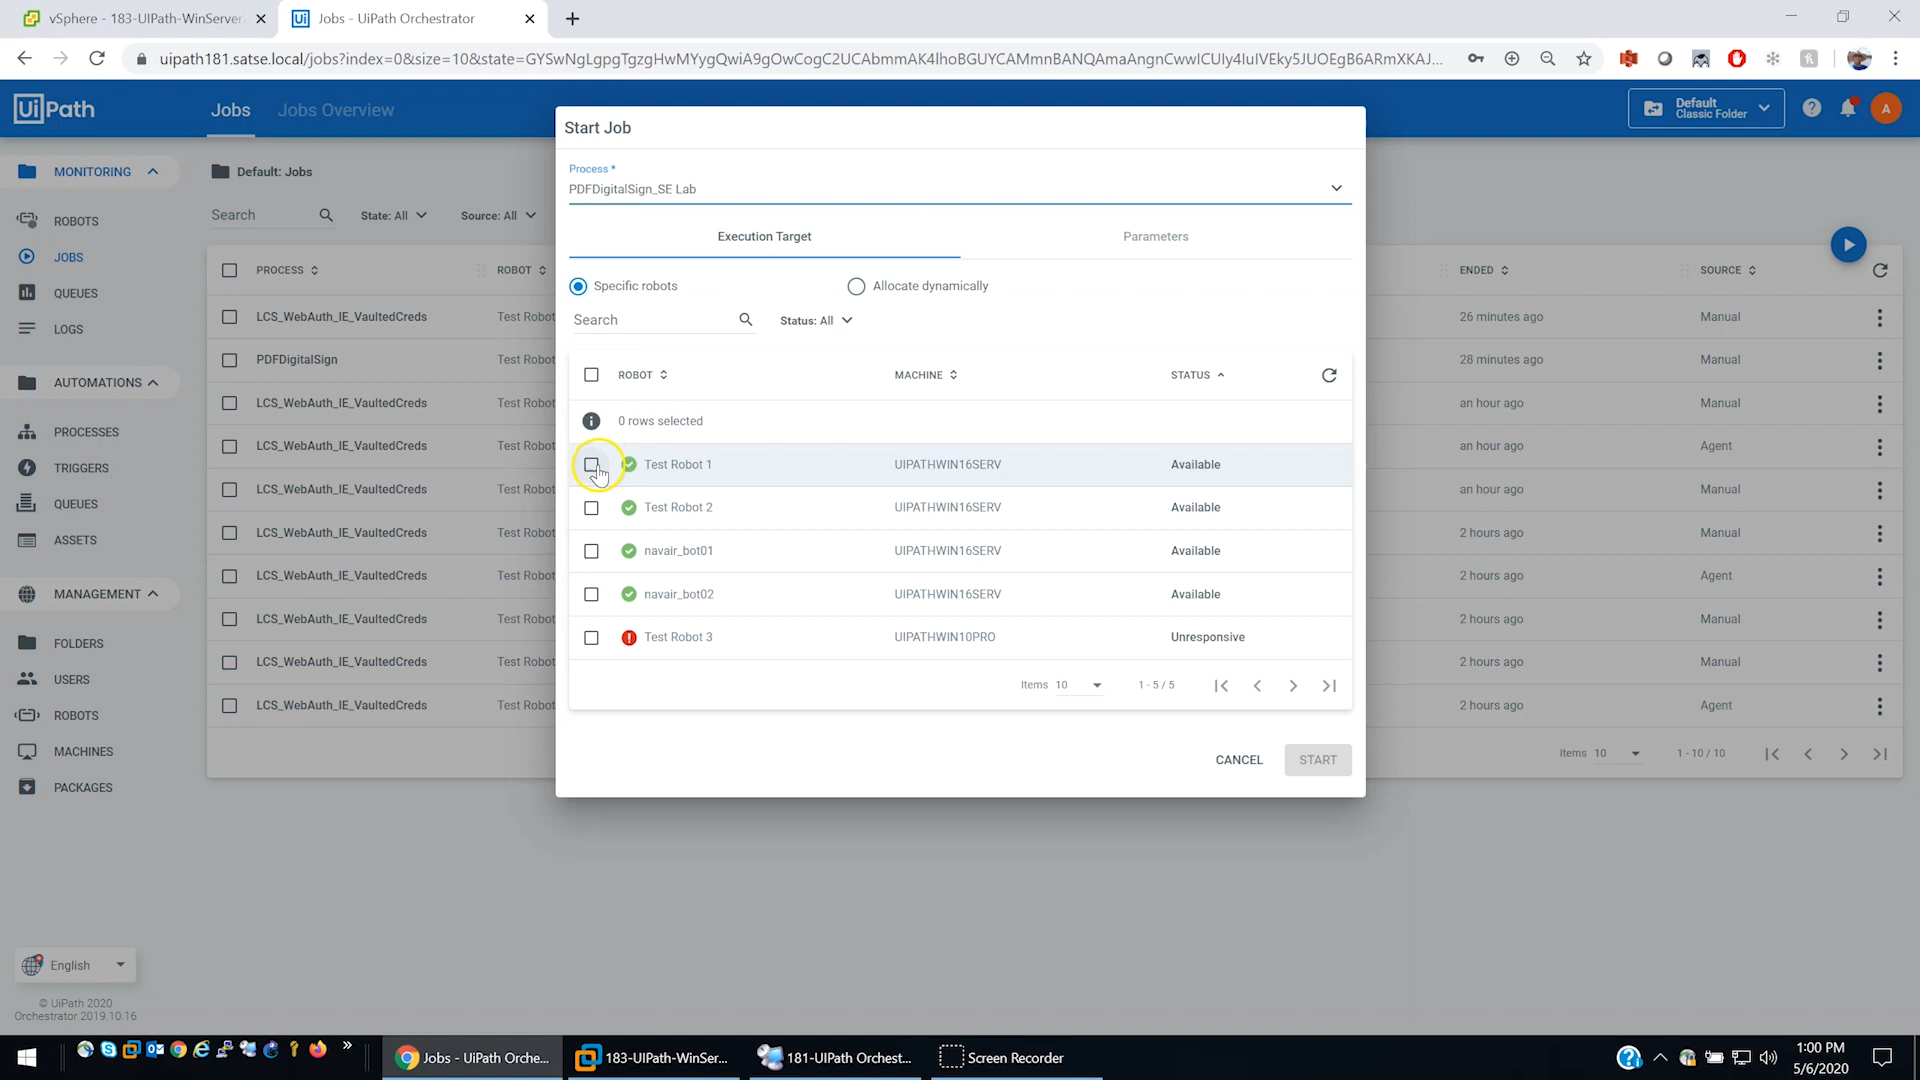 vSphere - 183-UIPath-WinServer
Jobs - UiPath Orchestrator
uipath181.satse.local/jobs?index=0&size=10&state=
UiPath
Jobs
Jobs Overview
Default
Classic Folder
A
MONITORING
ROBOTS
JOBS
QUEUES
LOGS
AUTOMATIONS
PROCESSES
TRIGGERS
QUEUES
ASSETS
MANAGEMENT
FOLDERS
USERS
ROBOTS
MACHINES
PACKAGES
English
© UiPath 2020
Orchestrator 2019.10.16
Default: Jobs
Search
State: All
Source: All
PROCESS
ROBOT
ENDED
SOURCE
LCS_WebAuth_IE_VaultedCreds
Test Robot
26 minutes ago
Manual
PDFDigitalSign
Test Robot
28 minutes ago
Manual
LCS_WebAuth_IE_VaultedCreds
Test Robot
an hour ago
Manual
LCS_WebAuth_IE_VaultedCreds
Test Robot
an hour ago
Agent
LCS_WebAuth_IE_VaultedCreds
Test Robot
an hour ago
Manual
LCS_WebAuth_IE_VaultedCreds
Test Robot
2 hours ago
Manual
LCS_WebAuth_IE_VaultedCreds
Test Robot
2 hours ago
Agent
LCS_WebAuth_IE_VaultedCreds
Test Robot
2 hours ago
Manual
LCS_WebAuth_IE_VaultedCreds
Test Robot
2 hours ago
Manual
LCS_WebAuth_IE_VaultedCreds
Test Robot
2 hours ago
Agent
Items 10
1 - 10 / 10
Start Job
Process *
PDFDigitalSign_SE Lab
Execution Target
Parameters
Specific robots
Allocate dynamically
Search
Status: All
ROBOT
MACHINE
STATUS
0 rows selected
Test Robot 1
UIPATHWIN16SERV
Available
Test Robot 2
UIPATHWIN16SERV
Available
navair_bot01
UIPATHWIN16SERV
Available
navair_bot02
UIPATHWIN16SERV
Available
Test Robot 3
UIPATHWIN10PRO
Unresponsive
Items 10
1 - 5 / 5
CANCEL
START
Jobs - UiPath Orche...
183-UIPath-WinSer...
181-UIPath Orchest...
Screen Recorder
1:00 PM
5/6/2020